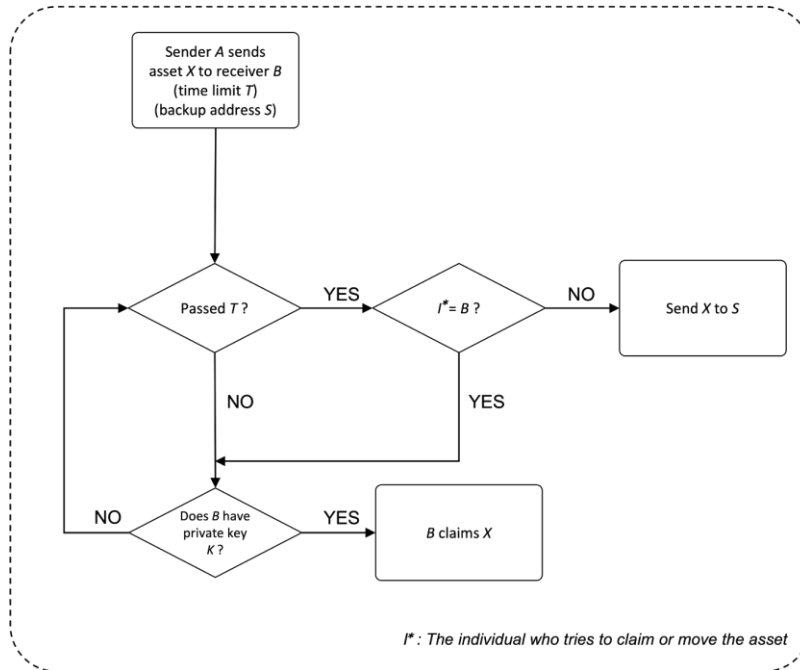 Sender A sends
asset X to receiver B
(time limit T)
(backup address S)
Passed T ?
YES
I* = B ?
NO
Send X to S
NO
YES
NO
Does B have
private key
K ?
YES
B claims X
I* : The individual who tries to claim or move the asset